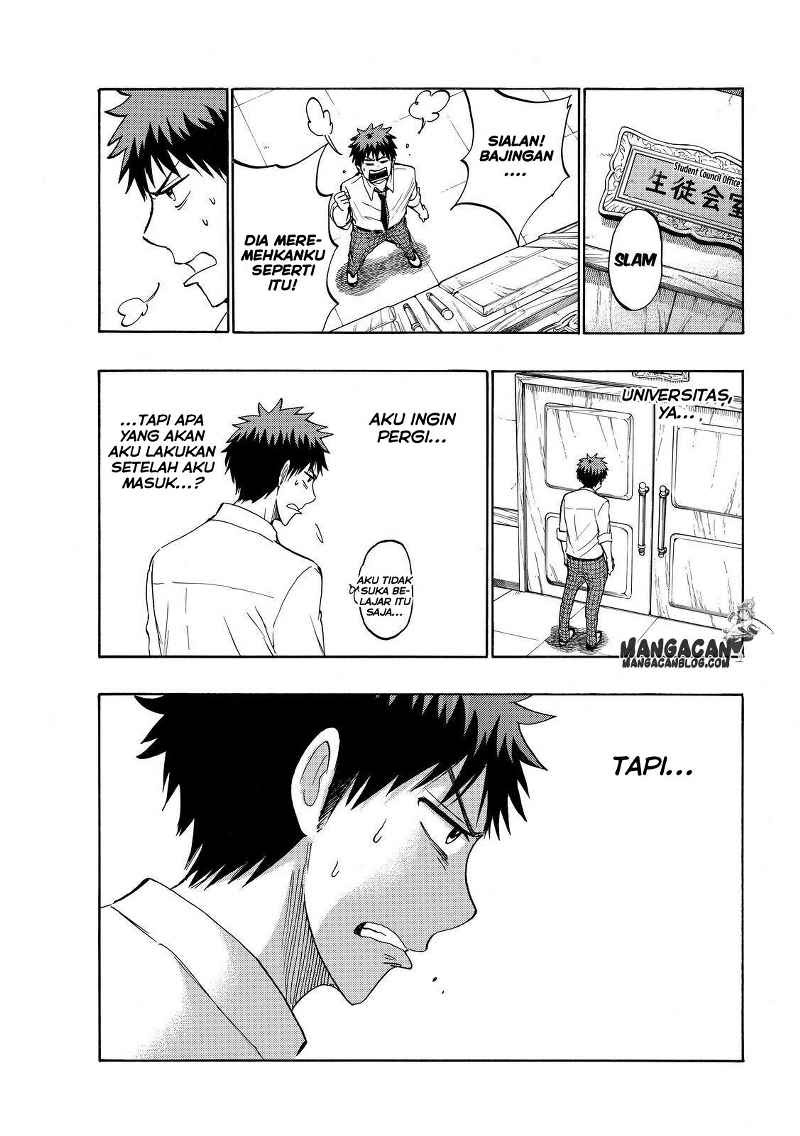 Student Council Office
生徒会室
SLAM
SIALAN!
BAJINGAN
....
DIA MERE-
MEHKANKU
SEPERTI
ITU!
UNIVERSITAS,
YA...
AKU INGIN
PERGI...
...TAPI APA
YANG AKAN
AKU LAKUKAN
SETELAH AKU
MASUK...?
AKU TIDAK
SUKA BE-
LAJAR ITU
SAJA...
MANGACAN
MANGACANBLOG.COM
TAPI...